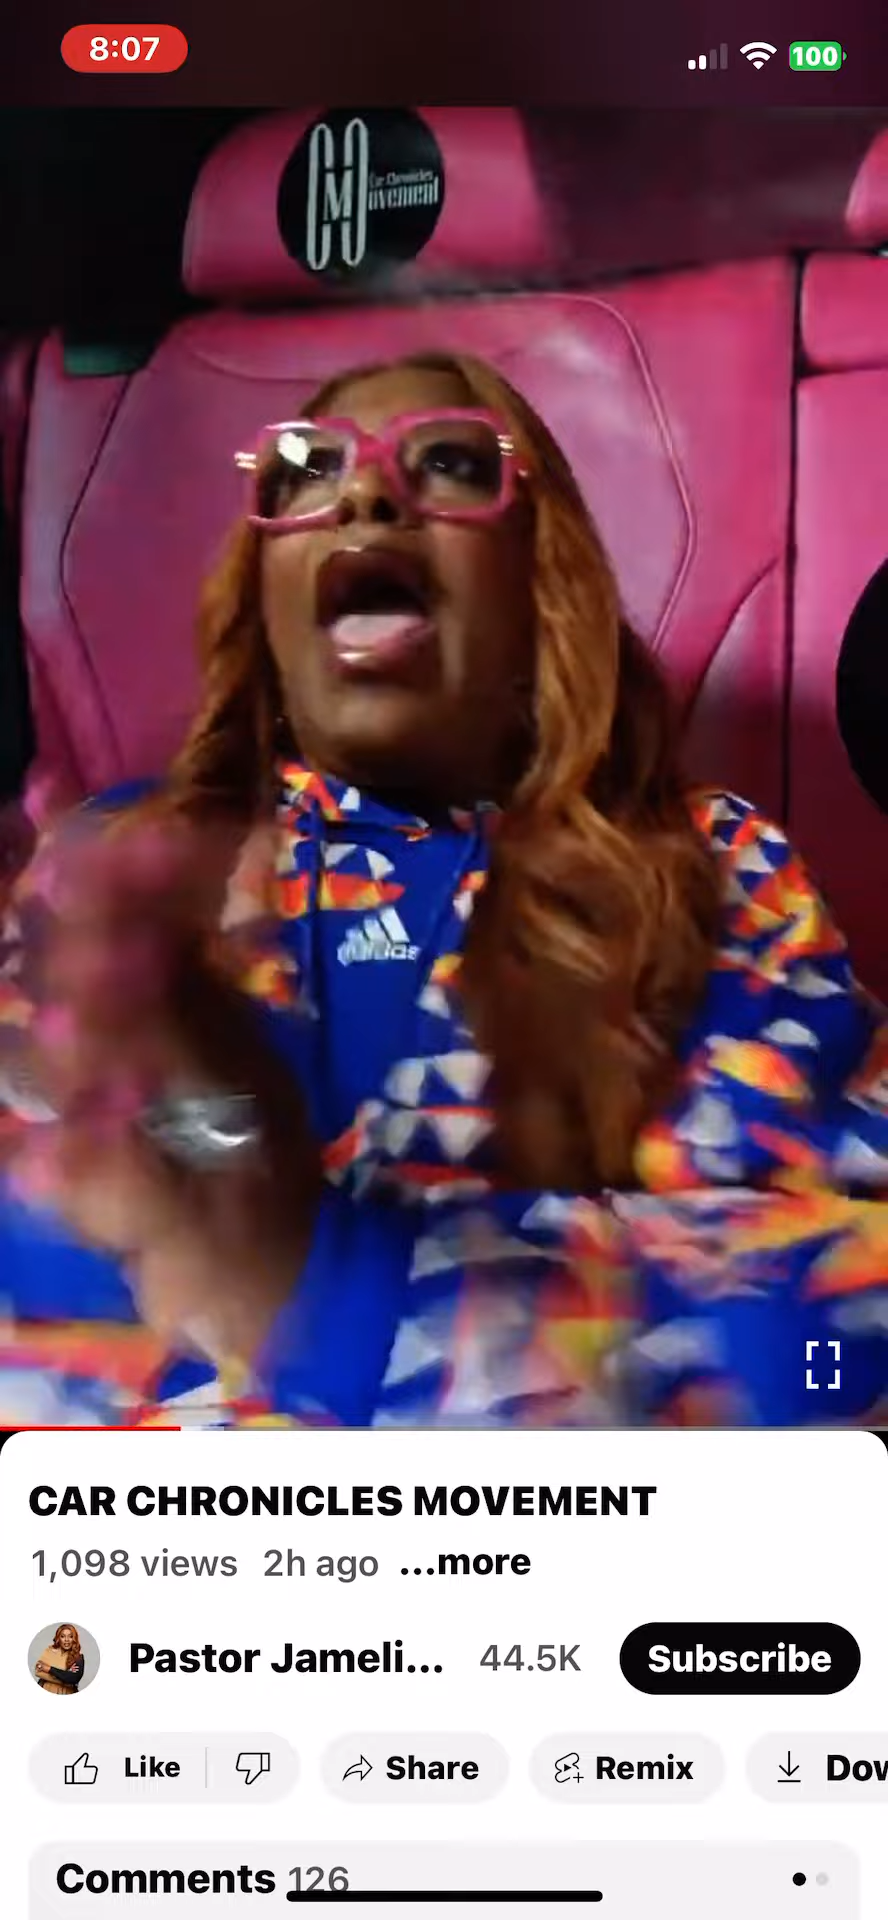 8:07
100
M
Car Chronicles
Movement
adidas
CAR CHRONICLES MOVEMENT
1,098 views 2h ago ...more
Pastor Jameli... 44.5K Subscribe
Like Share Remix Dow
Comments 126